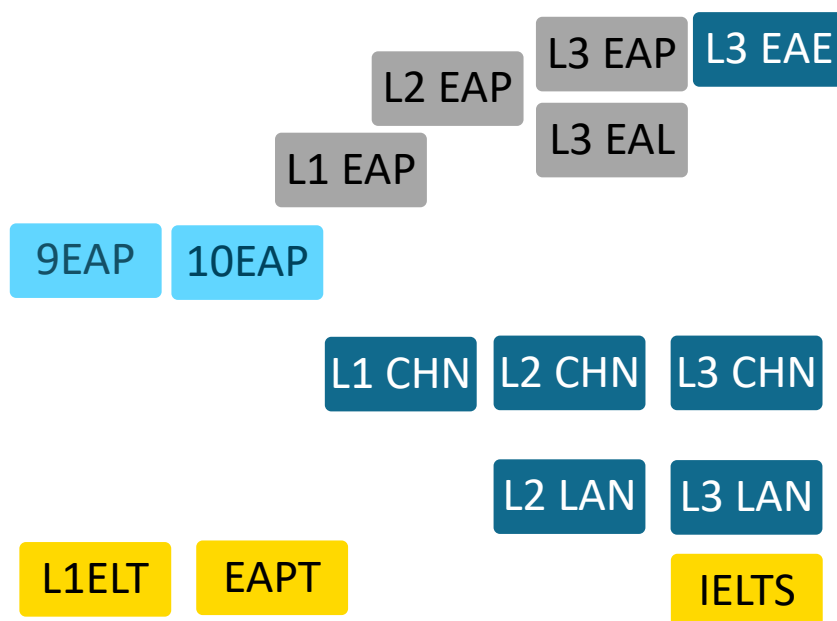 L3 EAP
L3 EAE
L2 EAP
L3 EAL
L1 EAP
9EAP
10EAP
L1 CHN
L2 CHN
L3 CHN
L2 LAN
L3 LAN
L1ELT
EAPT
IELTS